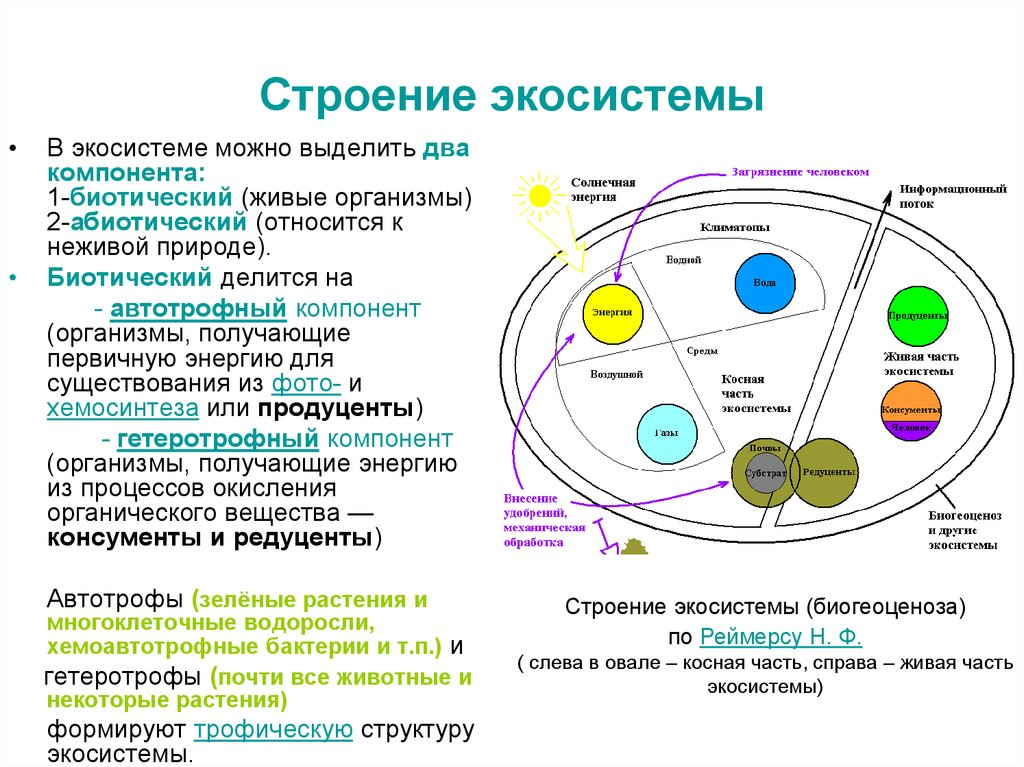 Строение экосистемы
• В экосистеме можно выделить два
компонента:
1-биотический (живые организмы)
2-абиотический (относится к
неживой природе).
• Биотический делится на
- автотрофный компонент
(организмы, получающие
первичную энергию для
существования из фото- и
хемосинтеза или продуценты)
- гетеротрофный компонент
(организмы, получающие энергию
из процессов окисления
органического вещества —
консументы и редуценты)
Автотрофы (зелёные растения и
многоклеточные водоросли,
хемоавтотрофные бактерии и т.п.) и
гетеротрофы (почти все животные и
некоторые растения)
формируют трофическую структуру
экосистемы.
Солнечная
энергия
Загрязнение человеком
Информационный
поток
Климатопы
Водной
Вода
Энергия
Продуценты
Среды
Воздушной
Живая часть
экосистемы
Косная
часть
экосистемы
Консументы
Человек
Газы
Почвы
Субстрат
Редуценты
Внесение
удобрений,
механическая
обработка
Биогеоценоз
и другие
экосистемы
Строение экосистемы (биогеоценоза)
по Реймерсу Н. Ф.
( слева в овале – косная часть, справа – живая часть
экосистемы)